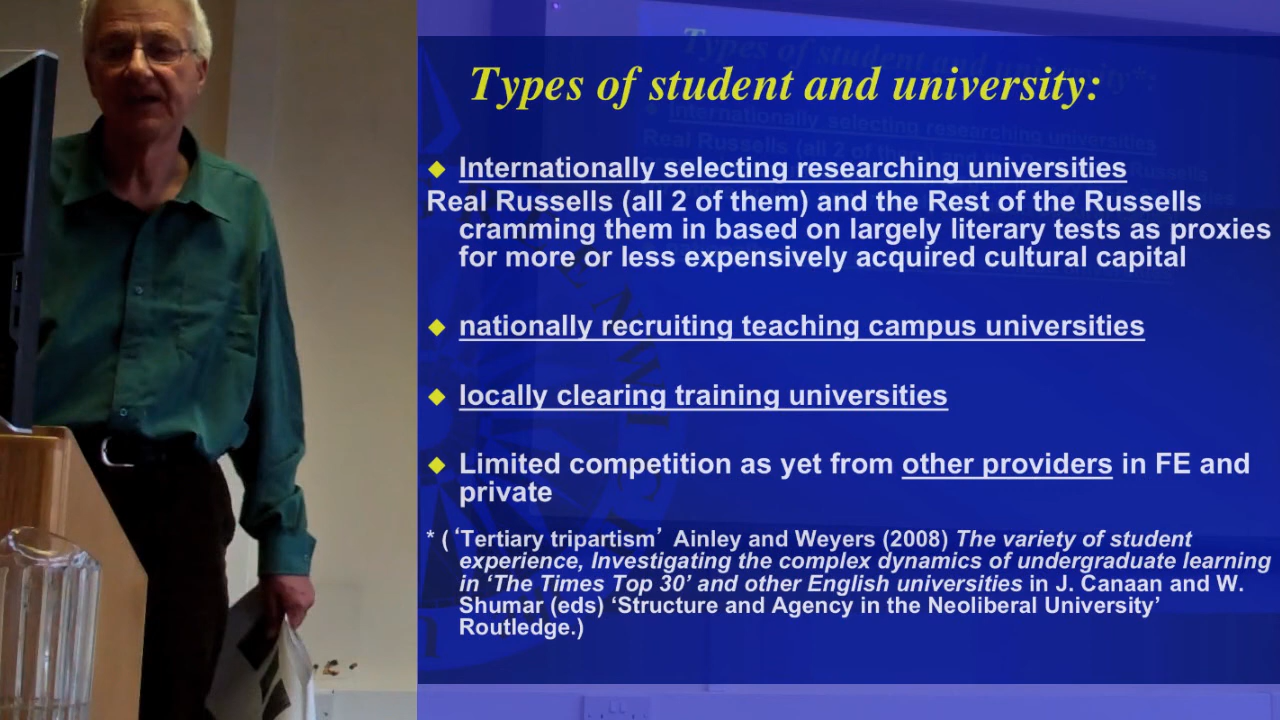 Types of student and university:
◆ Internationally selecting researching universities
Real Russells (all 2 of them) and the Rest of the Russells
cramming them in based on largely literary tests as proxies
for more or less expensively acquired cultural capital
◆ nationally recruiting teaching campus universities
◆ locally clearing training universities
◆ Limited competition as yet from other providers in FE and
private
* ( ‘Tertiary tripartism’ Ainley and Weyers (2008) The variety of student
experience, Investigating the complex dynamics of undergraduate learning
in ‘The Times Top 30’ and other English universities in J. Canaan and W.
Shumar (eds) ‘Structure and Agency in the Neoliberal University’
Routledge.)